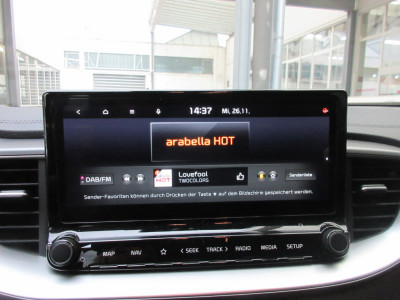 14:37 Mi, 26.11.
arabella HOT
DAB/FM
HOT
Lovefool
TWOCOLORS
Senderliste
Sender-Favoriten können durch Drücken der Taste ★ auf dem Bildschirm gespeichert werden.
MAP NAV ☆ < SEEK TRACK > RADIO MEDIA SETUP